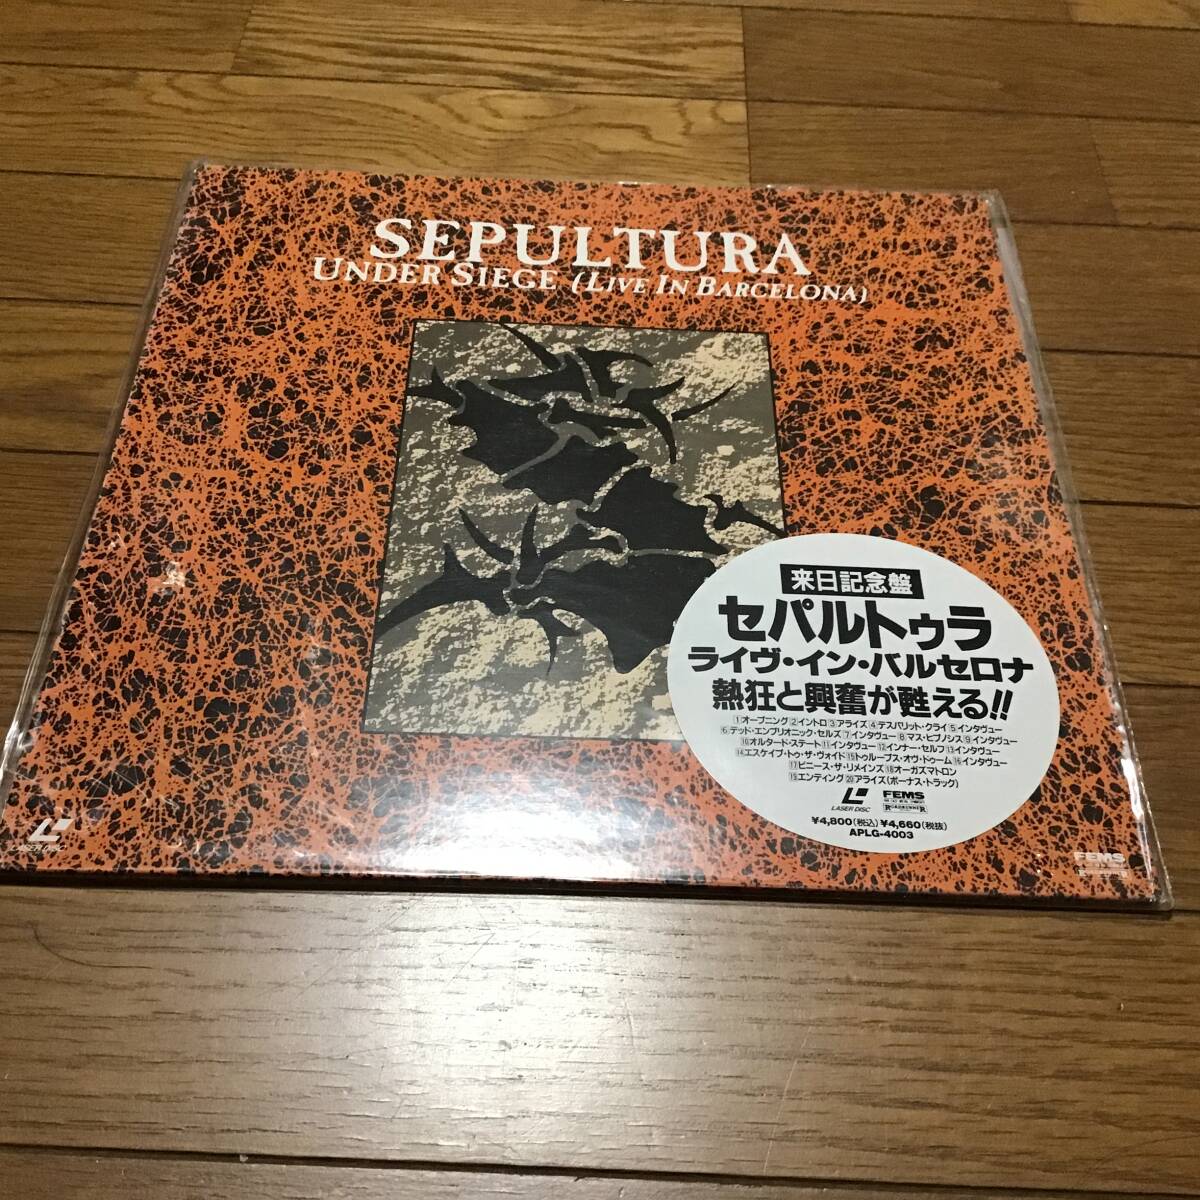 SEPULTURA
UNDER SIEGE (LIVE IN BARCELONA)
来日記念盤
セパルトゥラ
ライヴ・イン・バルセロナ
熱狂と興奮が甦える!!
1オープニング 2イントロ 3アライズ 4デスパリット・クライ 5インタヴュー
6デッド・エンブリオニック・セルズ 7インタヴュー 8マス・ヒプノシス 9インタヴュー
10オルタード・ステート 11インタヴュー 12インナー・セルフ 13インタヴュー
14エスケイプ・トゥ・ザ・ヴォイド 15トゥループス・オヴ・ドゥーム 16インタヴュー
17ビニース・ザ・リメインズ 18オーガズマトロン
19エンディング 20アライズ(ボーナス・トラック)
LASER DISC
FEMS
ROADRUNNER
¥4,800(税込) ¥4,660(税抜)
APLG-4003
LASER DISC
FEMS